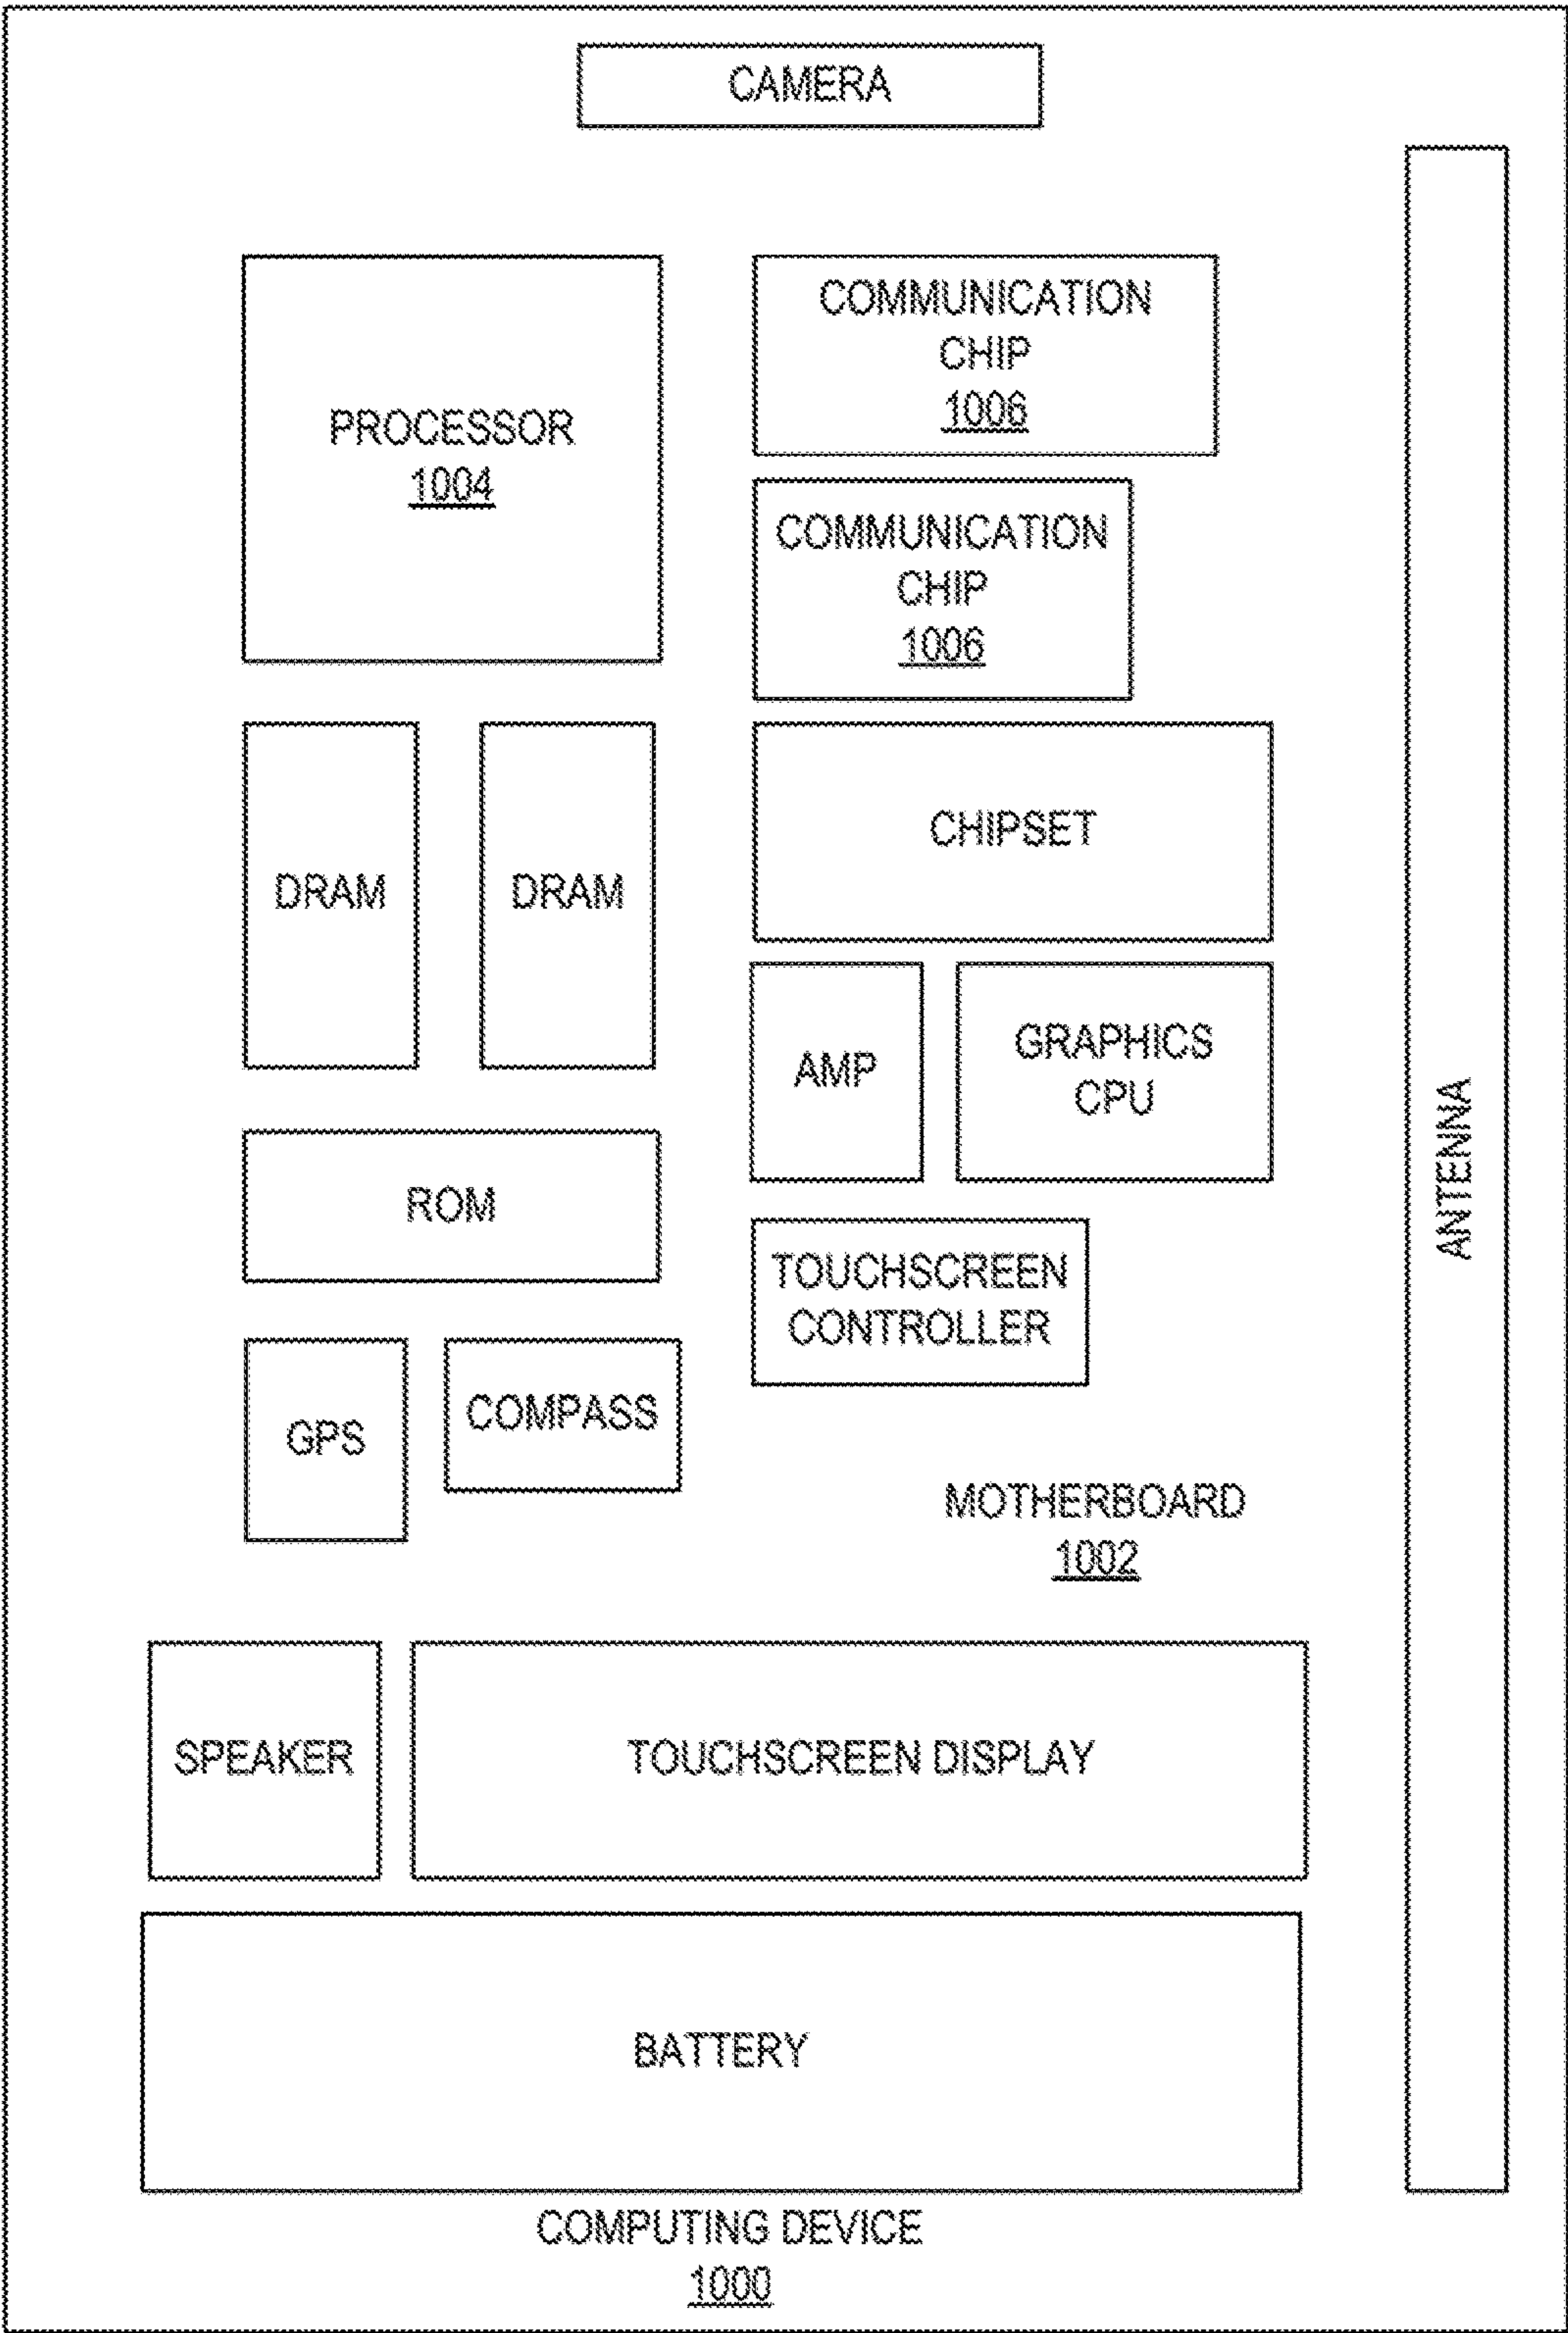 CAMERA
PROCESSOR
1004
COMMUNICATION
CHIP
1006
COMMUNICATION
CHIP
1006
DRAM
DRAM
CHIPSET
AMP
GRAPHICS
CPU
ROM
TOUCHSCREEN
CONTROLLER
GPS
COMPASS
MOTHERBOARD
1002
ANTENNA
SPEAKER
TOUCHSCREEN DISPLAY
BATTERY
COMPUTING DEVICE
1000